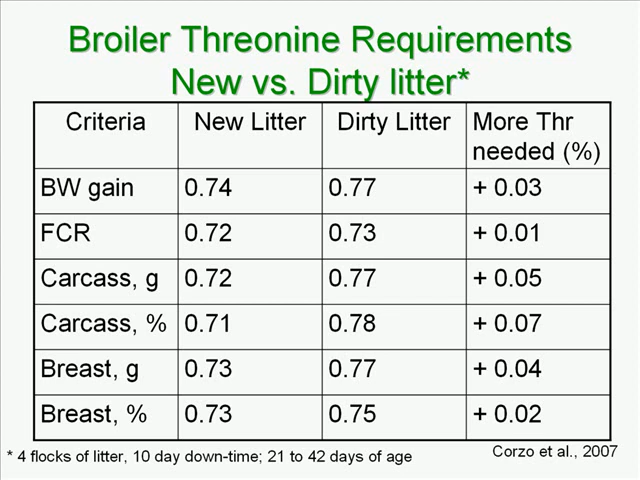 Broiler Threonine Requirements
New vs. Dirty litter*
Criteria New Litter Dirty Litter More Thr
needed (%)
BW gain 0.74 0.77 + 0.03
FCR 0.72 0.73 + 0.01
Carcass, g 0.72 0.77 + 0.05
Carcass, % 0.71 0.78 + 0.07
Breast, g 0.73 0.77 + 0.04
Breast, % 0.73 0.75 + 0.02
* 4 flocks of litter, 10 day down-time; 21 to 42 days of age
Corzo et al., 2007